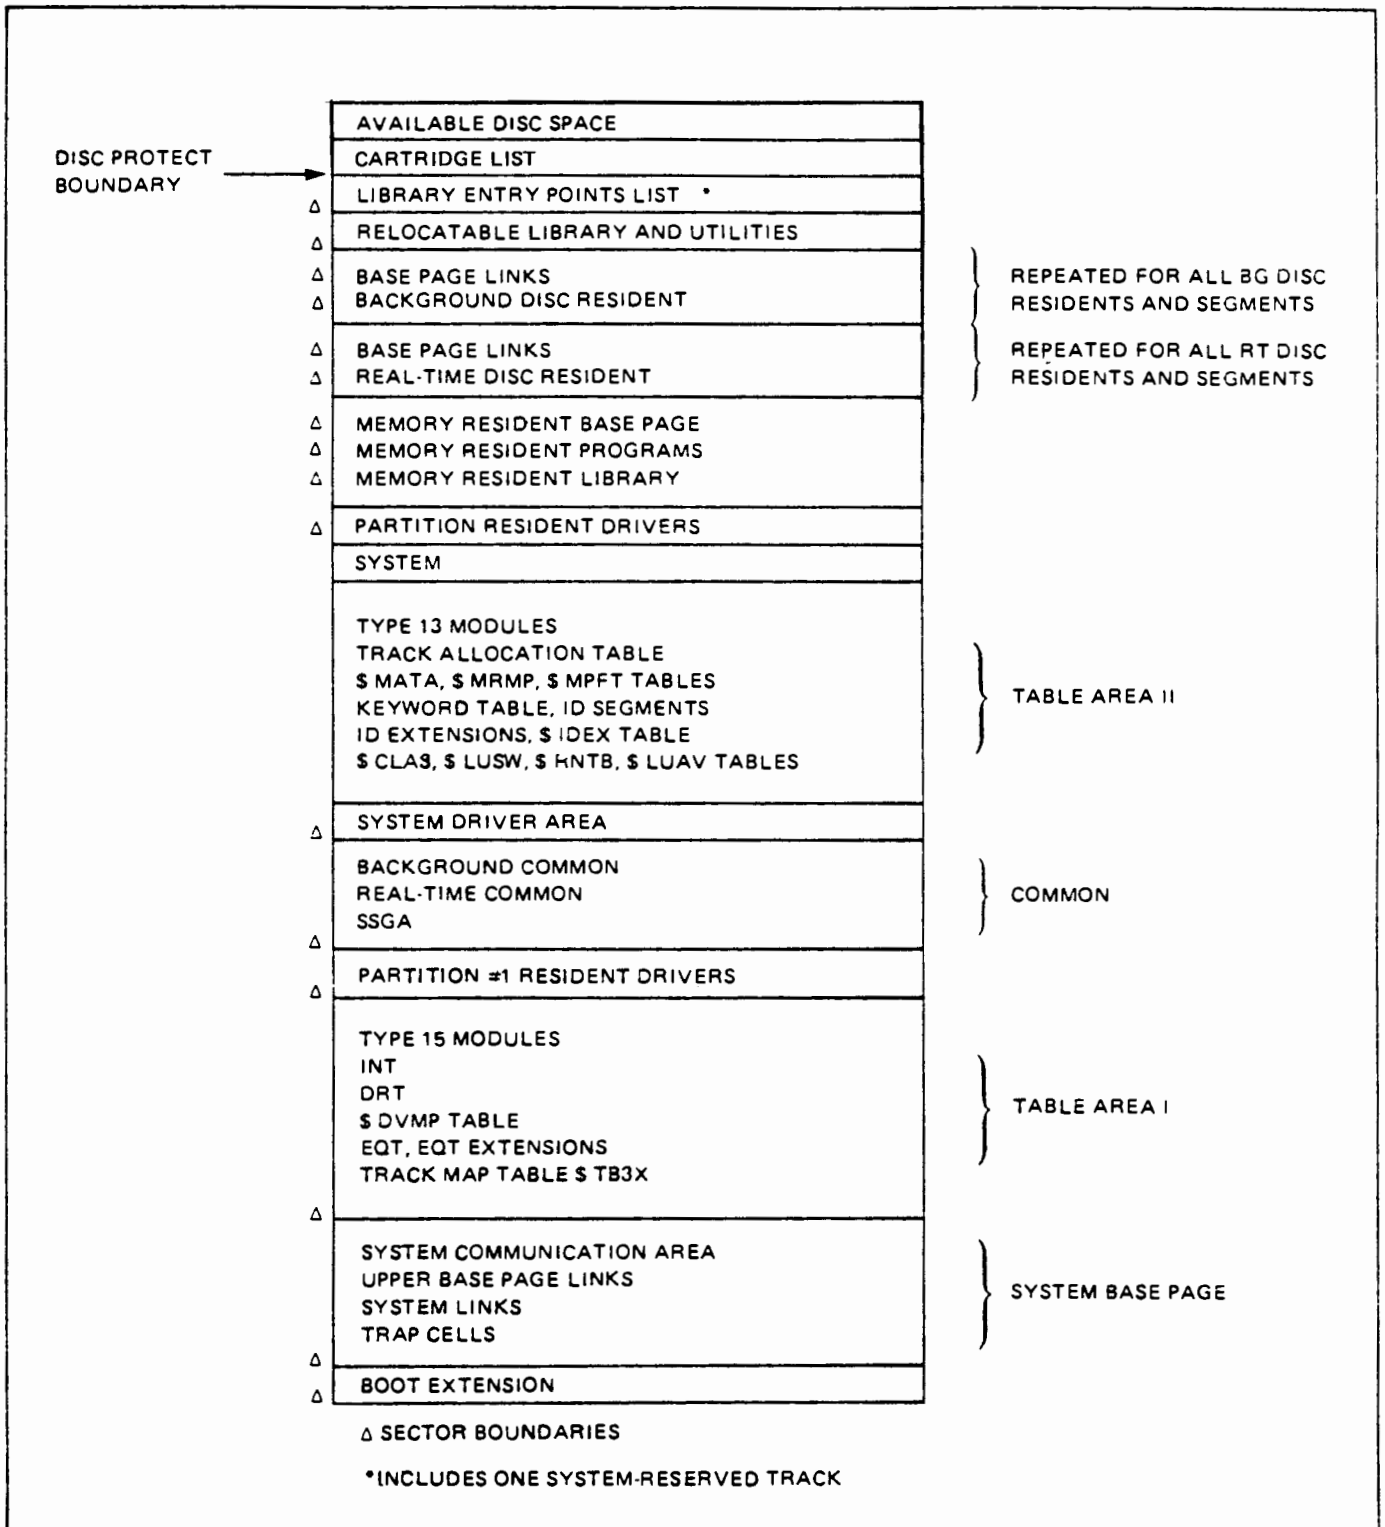 AVAILABLE DISC SPACE
DISC PROTECT
BOUNDARY
CARTRIDGE LIST
Δ LIBRARY ENTRY POINTS LIST *
Δ RELOCATABLE LIBRARY AND UTILITIES
Δ BASE PAGE LINKS
Δ BACKGROUND DISC RESIDENT
REPEATED FOR ALL BG DISC
RESIDENTS AND SEGMENTS
Δ BASE PAGE LINKS
Δ REAL-TIME DISC RESIDENT
REPEATED FOR ALL RT DISC
RESIDENTS AND SEGMENTS
Δ MEMORY RESIDENT BASE PAGE
Δ MEMORY RESIDENT PROGRAMS
Δ MEMORY RESIDENT LIBRARY
Δ PARTITION RESIDENT DRIVERS
SYSTEM
TYPE 13 MODULES
TRACK ALLOCATION TABLE
$ MATA, $ MRMP, $ MPFT TABLES
KEYWORD TABLE, ID SEGMENTS
ID EXTENSIONS, $ IDEX TABLE
$ CLAS, $ LUSW, $ RNTB, $ LUAV TABLES
TABLE AREA II
Δ SYSTEM DRIVER AREA
BACKGROUND COMMON
REAL-TIME COMMON
SSGA
Δ
COMMON
Δ PARTITION #1 RESIDENT DRIVERS
TYPE 15 MODULES
INT
DRT
$ DVMP TABLE
EQT, EQT EXTENSIONS
TRACK MAP TABLE $ TB3X
Δ
TABLE AREA I
SYSTEM COMMUNICATION AREA
UPPER BASE PAGE LINKS
SYSTEM LINKS
TRAP CELLS
Δ
SYSTEM BASE PAGE
Δ BOOT EXTENSION
Δ SECTOR BOUNDARIES
*INCLUDES ONE SYSTEM-RESERVED TRACK